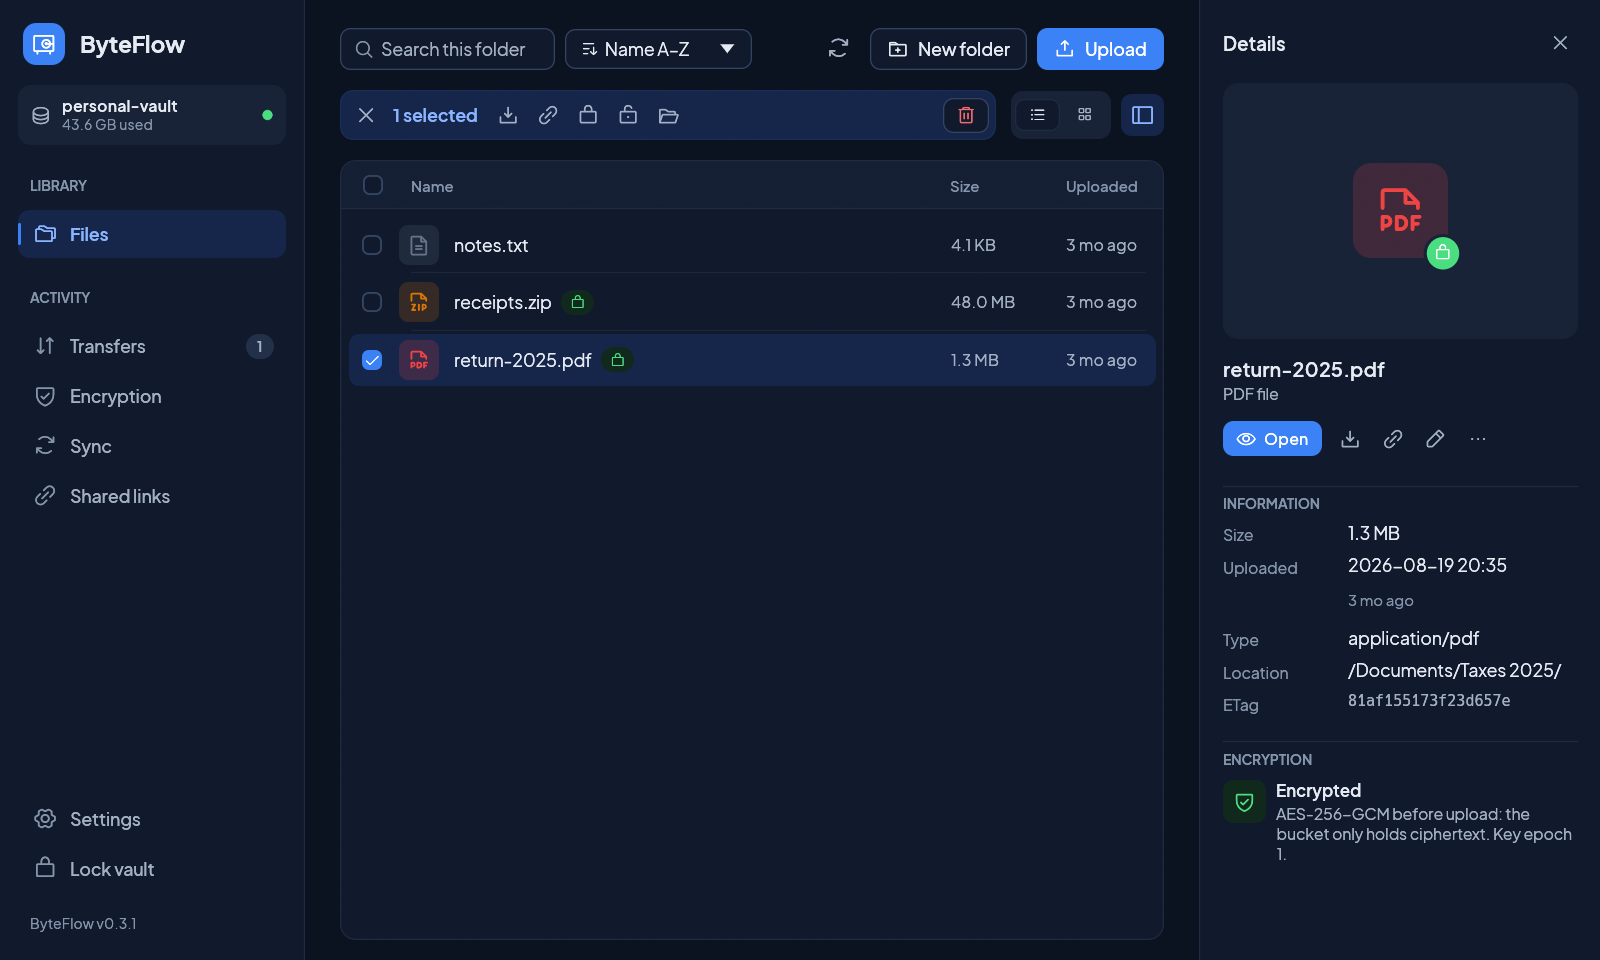 ByteFlow
personal-vault
43.6 GB used
LIBRARY
Files
ACTIVITY
Transfers
1
Encryption
Sync
Shared links
Settings
Lock vault
ByteFlow v0.3.1
Search this folder
Name A–Z
New folder
Upload
1 selected
Name Size Uploaded
notes.txt 4.1 KB 3 mo ago
ZIP receipts.zip 48.0 MB 3 mo ago
PDF return-2025.pdf 1.3 MB 3 mo ago
Details
PDF
return-2025.pdf
PDF file
Open
INFORMATION
Size 1.3 MB
Uploaded 2026-08-19 20:35
3 mo ago
Type application/pdf
Location /Documents/Taxes 2025/
ETag 81af155173f23d657e
ENCRYPTION
Encrypted
AES-256-GCM before upload: the
bucket only holds ciphertext. Key epoch
1.